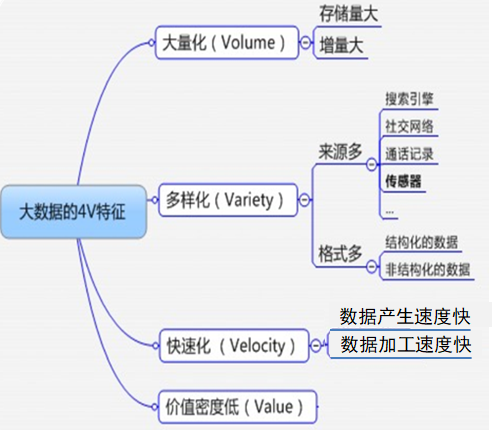 大数据的4V特征
大量化（Volume）
存储量大
增量大
多样化（Variety）
来源多
搜索引擎
社交网络
通话记录
传感器
...
格式多
结构化的数据
非结构化的数据
快速化 （Velocity）
数据产生速度快
数据加工速度快
价值密度低（Value）